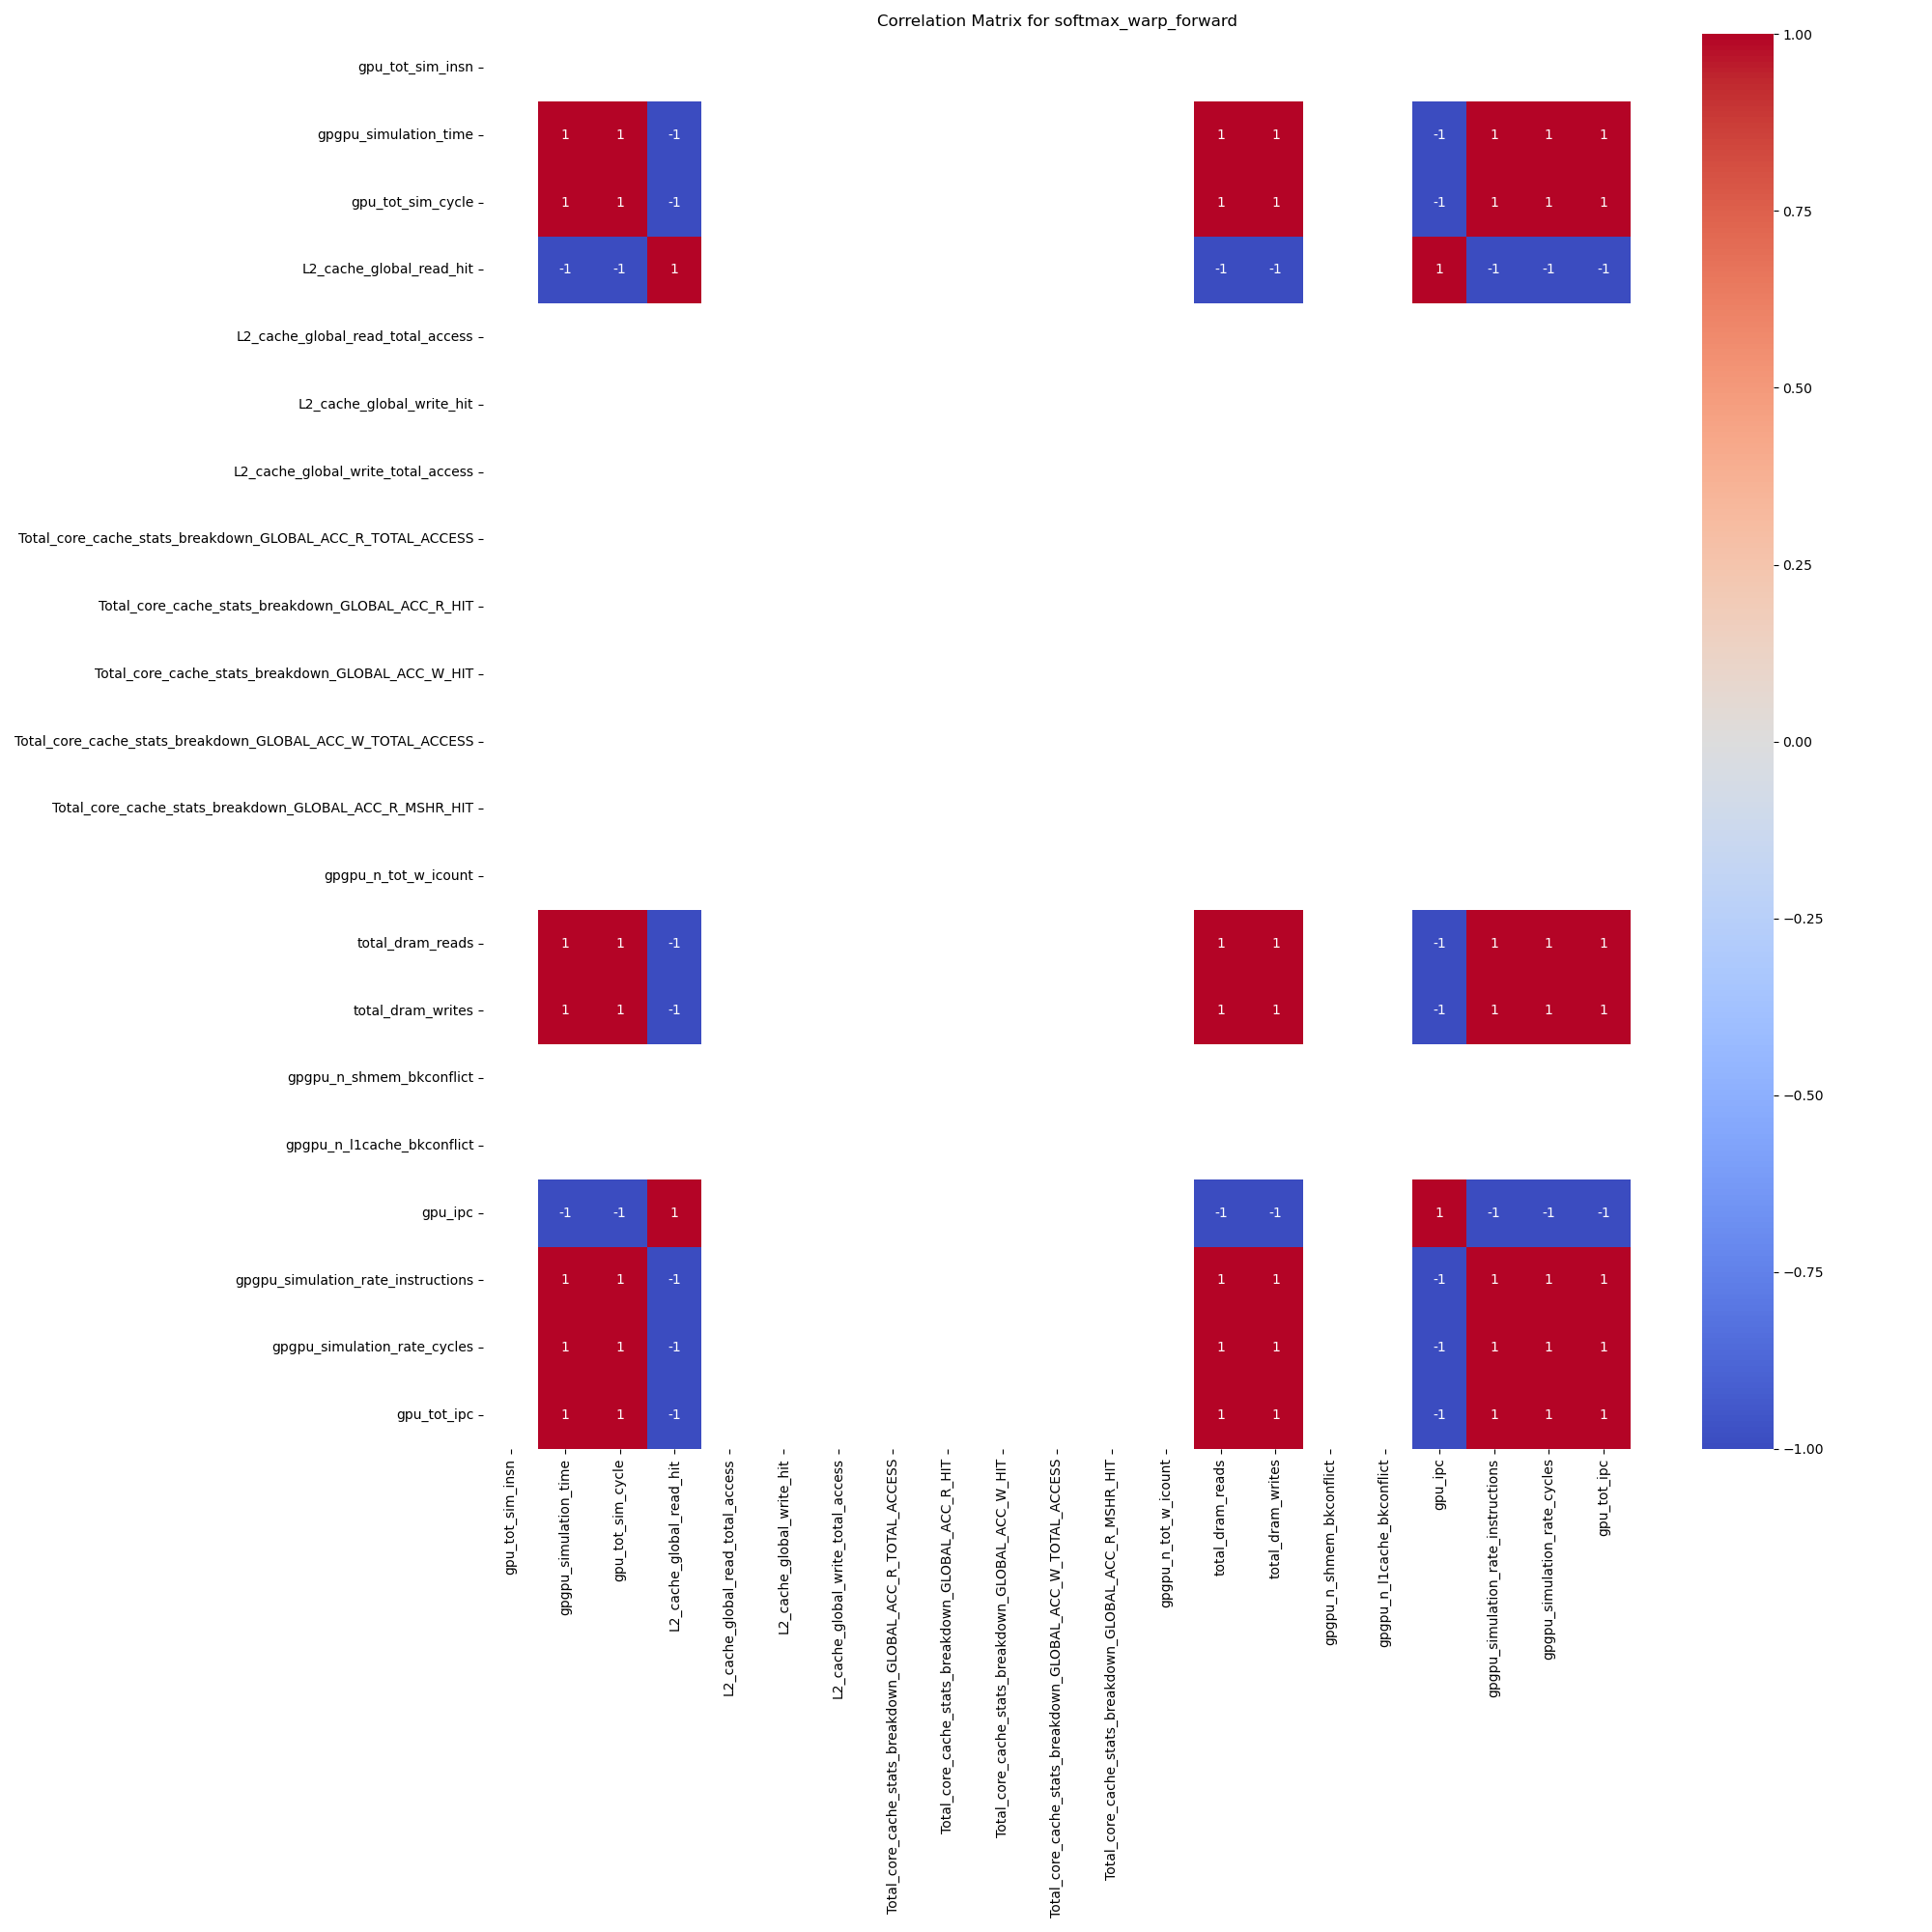 Correlation Matrix for softmax_warp_forward
gpu_tot_sim_insn
gpgpu_simulation_time 1 1 -1 1 1 -1 1 1 1
gpu_tot_sim_cycle 1 1 -1 1 1 -1 1 1 1
L2_cache_global_read_hit -1 -1 1 -1 -1 1 -1 -1 -1
L2_cache_global_read_total_access
L2_cache_global_write_hit
L2_cache_global_write_total_access
Total_core_cache_stats_breakdown_GLOBAL_ACC_R_TOTAL_ACCESS
Total_core_cache_stats_breakdown_GLOBAL_ACC_R_HIT
Total_core_cache_stats_breakdown_GLOBAL_ACC_W_HIT
Total_core_cache_stats_breakdown_GLOBAL_ACC_W_TOTAL_ACCESS
Total_core_cache_stats_breakdown_GLOBAL_ACC_R_MSHR_HIT
gpgpu_n_tot_w_icount
total_dram_reads 1 1 -1 1 1 -1 1 1 1
total_dram_writes 1 1 -1 1 1 -1 1 1 1
gpgpu_n_shmem_bkconflict
gpgpu_n_l1cache_bkconflict
gpu_ipc -1 -1 1 -1 -1 1 -1 -1 -1
gpgpu_simulation_rate_instructions 1 1 -1 1 1 -1 1 1 1
gpgpu_simulation_rate_cycles 1 1 -1 1 1 -1 1 1 1
gpu_tot_ipc 1 1 -1 1 1 -1 1 1 1
gpu_tot_sim_insn
gpgpu_simulation_time
gpu_tot_sim_cycle
L2_cache_global_read_hit
L2_cache_global_read_total_access
L2_cache_global_write_hit
L2_cache_global_write_total_access
Total_core_cache_stats_breakdown_GLOBAL_ACC_R_TOTAL_ACCESS
Total_core_cache_stats_breakdown_GLOBAL_ACC_R_HIT
Total_core_cache_stats_breakdown_GLOBAL_ACC_W_HIT
Total_core_cache_stats_breakdown_GLOBAL_ACC_W_TOTAL_ACCESS
Total_core_cache_stats_breakdown_GLOBAL_ACC_R_MSHR_HIT
gpgpu_n_tot_w_icount
total_dram_reads
total_dram_writes
gpgpu_n_shmem_bkconflict
gpgpu_n_l1cache_bkconflict
gpu_ipc
gpgpu_simulation_rate_instructions
gpgpu_simulation_rate_cycles
gpu_tot_ipc
1.00
0.75
0.50
0.25
0.00
−0.25
−0.50
−0.75
−1.00